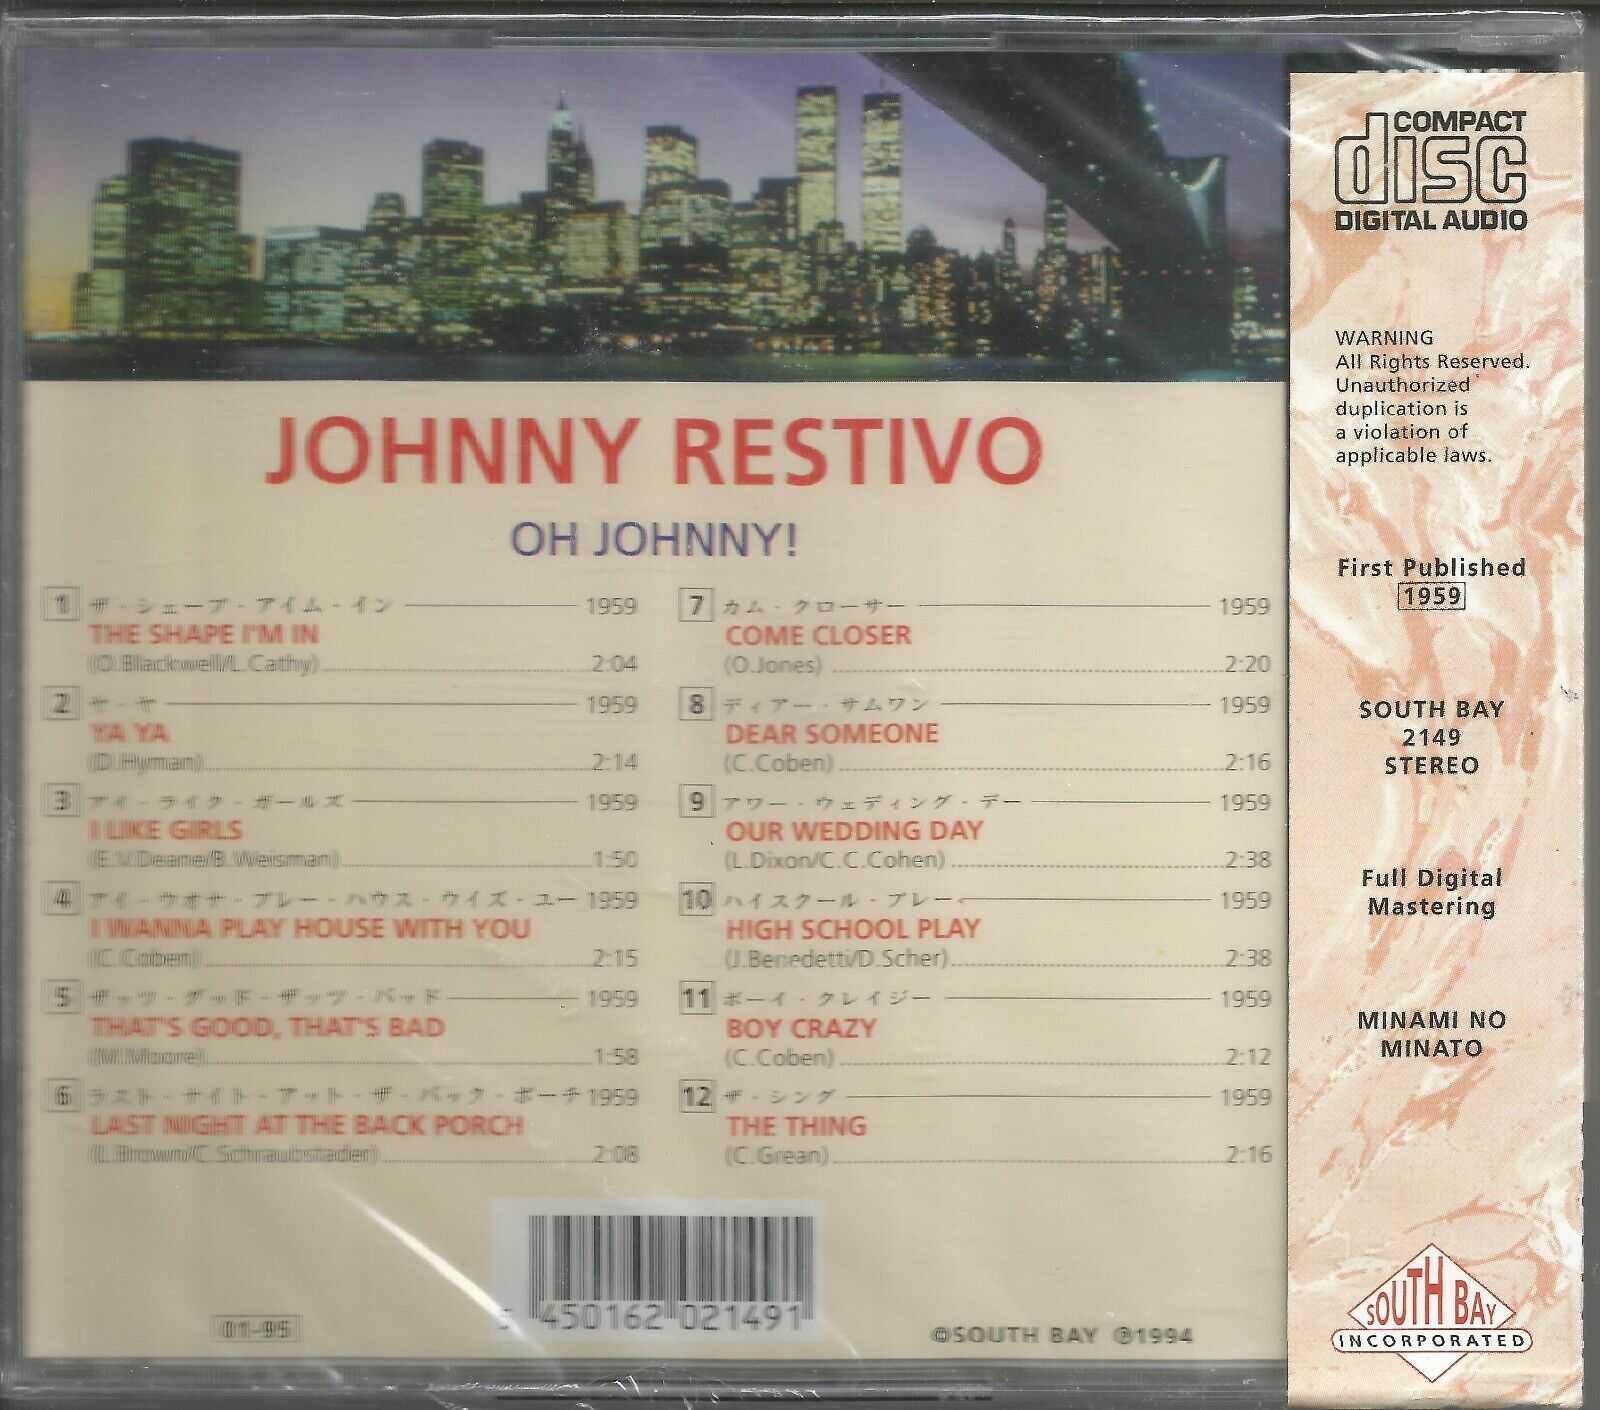 JOHNNY RESTIVO
OH JOHNNY!
1 ザ・シェープ・アイム・イン 1959
THE SHAPE I'M IN
(O.Blackwell/L.Cathy) 2:04
2 ヤ・ヤ 1959
YA YA
(D.Hyman) 2:14
3 アイ・ライク・ガールズ 1959
I LIKE GIRLS
(E.V.Deane/B.Weisman) 1:50
4 アイ・ウオナ・プレー・ハウス・ウイズ・ユー 1959
I WANNA PLAY HOUSE WITH YOU
(C.Coben) 2:15
5 ザッツ・グッド・ザッツ・バッド 1959
THAT'S GOOD, THAT'S BAD
(M.Moore) 1:58
6 ラスト・ナイト・アット・ザ・バック・ポーチ 1959
LAST NIGHT AT THE BACK PORCH
(L.Brown/C.Schraubstader) 2:08
7 カム・クローサー 1959
COME CLOSER
(O.Jones) 2:20
8 ディアー・サムワン 1959
DEAR SOMEONE
(C.Coben) 2:16
9 アワー・ウェディング・デー 1959
OUR WEDDING DAY
(L.Dixon/C.C.Cohen) 2:38
10 ハイスクール・プレー 1959
HIGH SCHOOL PLAY
(J.Benedetti/D.Scher) 2:38
11 ボーイ・クレイジー 1959
BOY CRAZY
(C.Coben) 2:12
12 ザ・シング 1959
THE THING
(C.Grean) 2:16
01-95
5 450162 021491
©SOUTH BAY ℗1994
COMPACT
disc
DIGITAL AUDIO
WARNING
All Rights Reserved.
Unauthorized
duplication is
a violation of
applicable laws.
First Published
1959
SOUTH BAY
2149
STEREO
Full Digital
Mastering
MINAMI NO
MINATO
SOUTH BAY
INCORPORATED